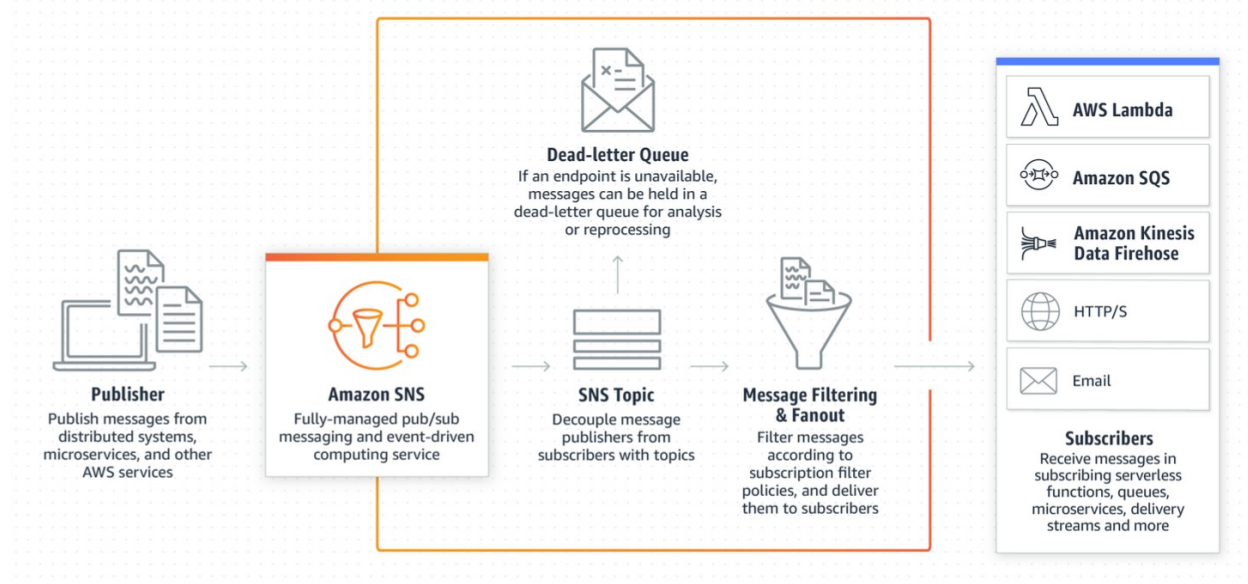 Dead-letter Queue
If an endpoint is unavailable,
messages can be held in a
dead-letter queue for analysis
or reprocessing
Publisher
Publish messages from
distributed systems,
microservices, and other
AWS services
Amazon SNS
Fully-managed pub/sub
messaging and event-driven
computing service
SNS Topic
Decouple message
publishers from
subscribers with topics
Message Filtering
& Fanout
Filter messages
according to
subscription filter
policies, and deliver
them to subscribers
AWS Lambda
Amazon SQS
Amazon Kinesis
Data Firehose
HTTP/S
Email
Subscribers
Receive messages in
subscribing serverless
functions, queues,
microservices, delivery
streams and more